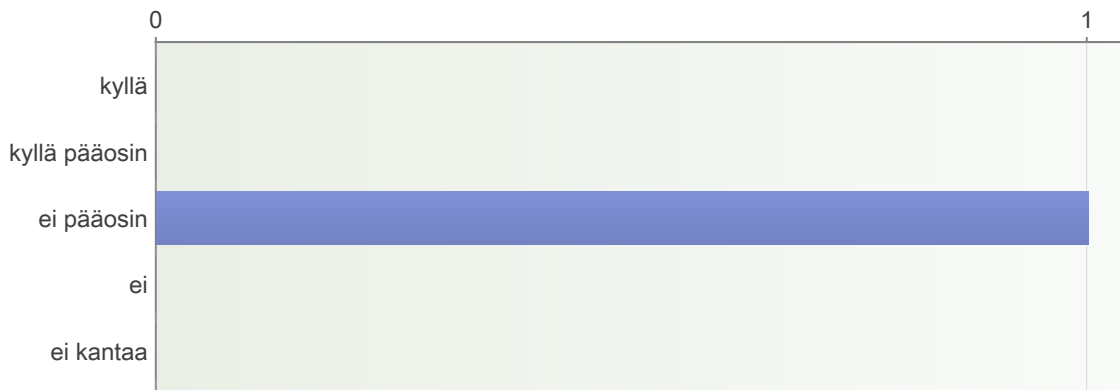 0 1
kyllä
kyllä pääosin
ei pääosin
ei
ei kantaa